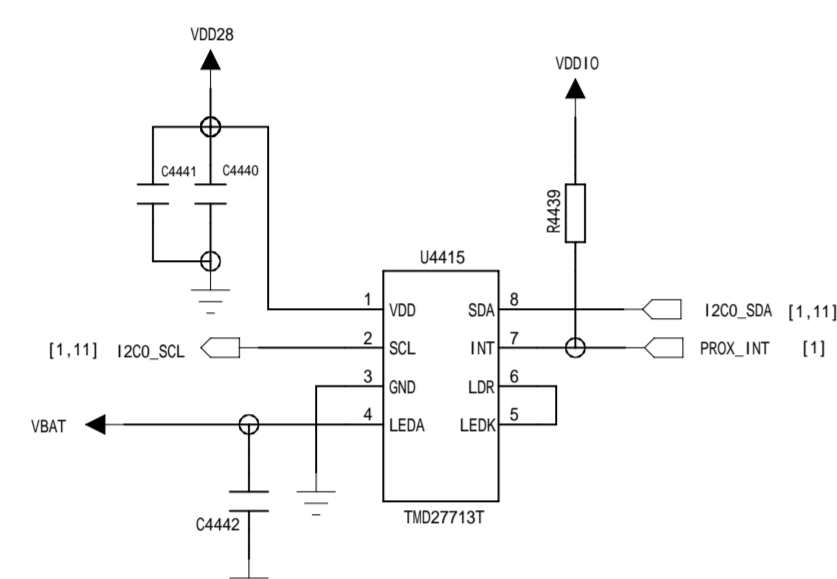 VDD28
VDDIO
C4441
C4440
R4439
U4415
1 VDD SDA 8 I2C0_SDA [1,11]
[1,11] I2C0_SCL 2 SCL INT 7 PROX_INT [1]
3 GND LDR 6
VBAT 4 LEDA LEDK 5
C4442
TMD27713T